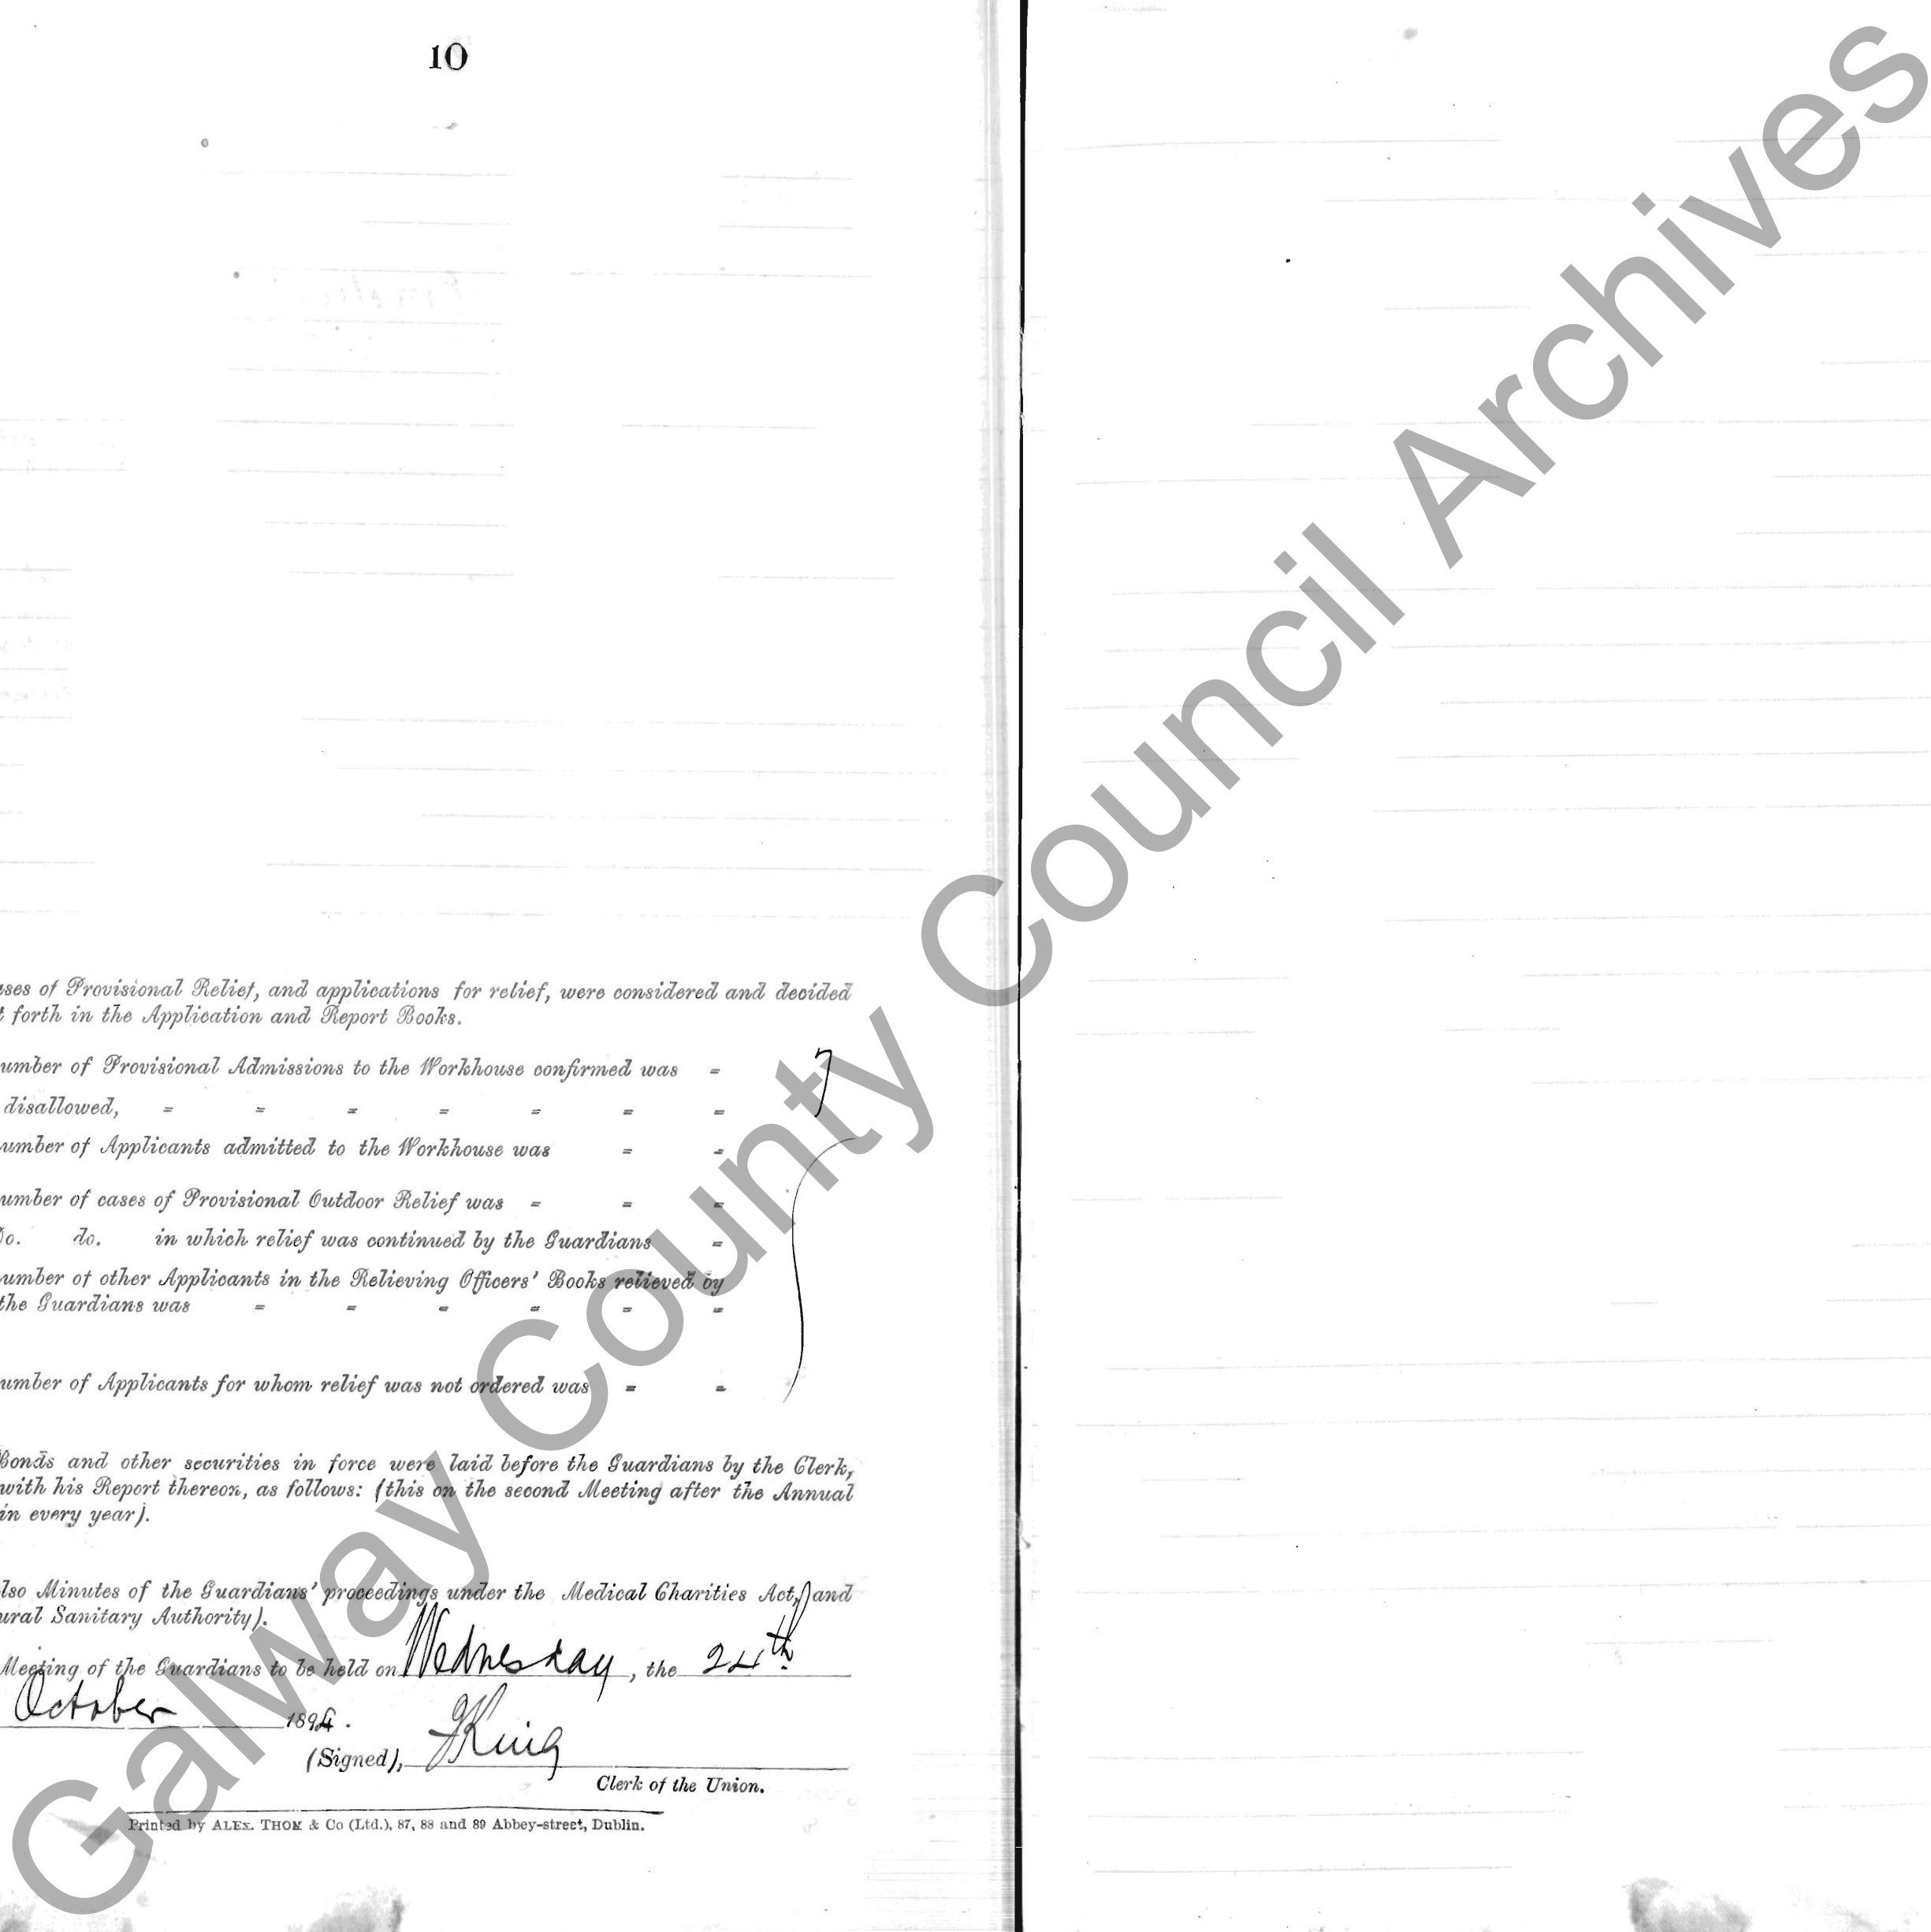 10
ses of Provisional Relief, and applications for relief, were considered and decided
t forth in the Application and Report Books.
umber of Provisional Admissions to the Workhouse confirmed was - 7
disallowed, - - - - - - -
umber of Applicants admitted to the Workhouse was - -
umber of cases of Provisional Outdoor Relief was - - -
Do. do. in which relief was continued by the Guardians -
umber of other Applicants in the Relieving Officers' Books relieved by
the Guardians was - - - - - -
umber of Applicants for whom relief was not ordered was - -
Bonds and other securities in force were laid before the Guardians by the Clerk,
with his Report thereon, as follows: (this on the second Meeting after the Annual
in every year).
lso Minutes of the Guardians' proceedings under the Medical Charities Act, and
ural Sanitary Authority).
Meeting of the Guardians to be held on Wednesday, the 24th
October 1894.
(Signed), JKing
Clerk of the Union.
Printed by ALEX. THOM & Co (Ltd.), 87, 88 and 89 Abbey-street, Dublin.
Galway County Council Archives